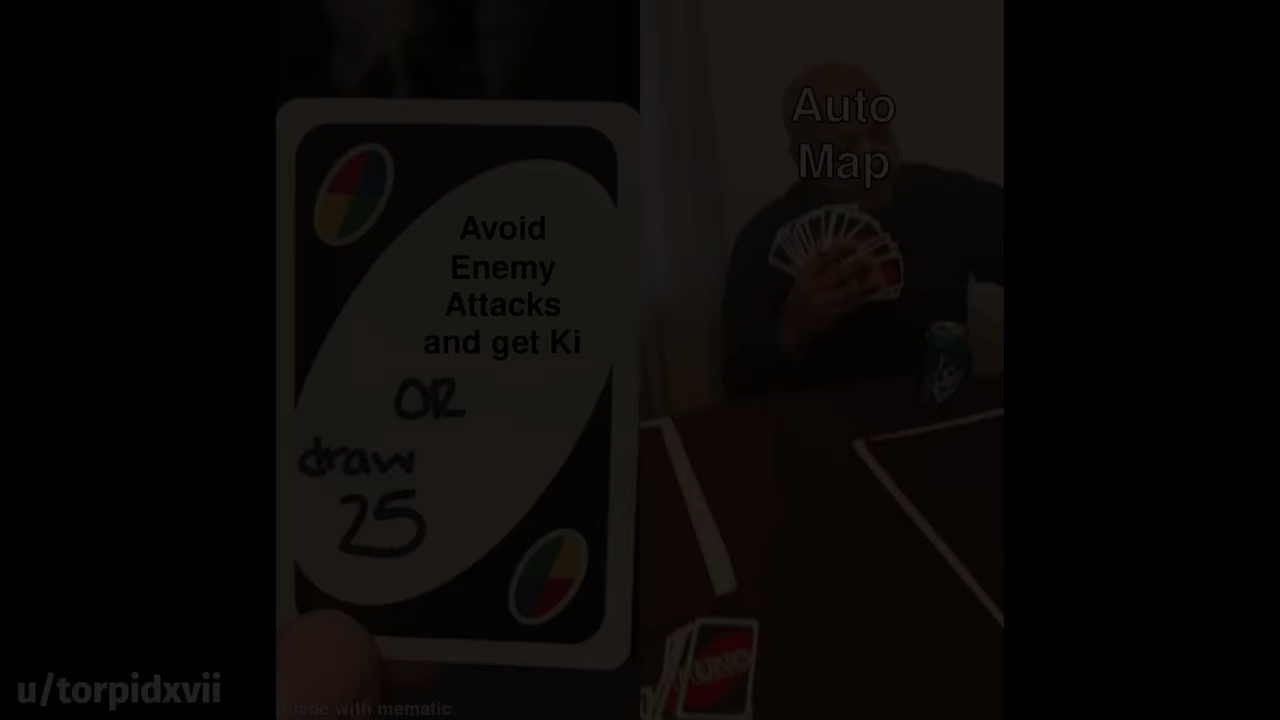 Avoid
Enemy
Attacks
and get Ki
OR
draw
25
Auto
Map
UNO
u/torpidxvii
made with mematic